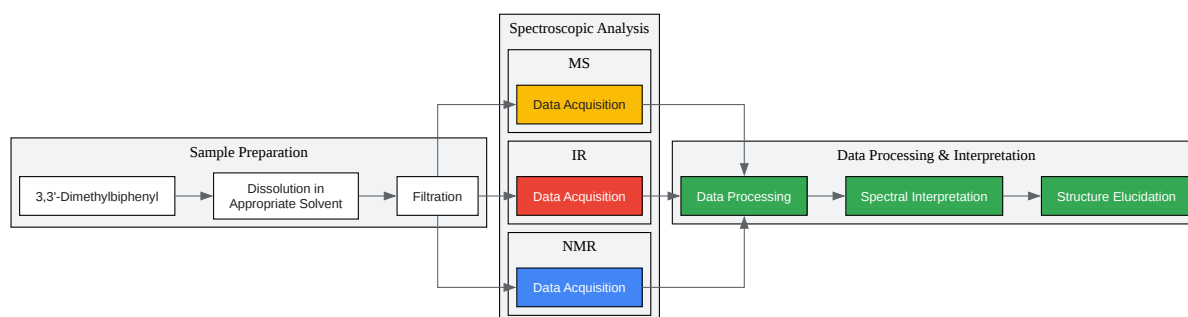 Spectroscopic Analysis
MS
Data Acquisition
Sample Preparation
3,3'-Dimethylbiphenyl
Dissolution in
Appropriate Solvent
Filtration
IR
Data Acquisition
Data Processing & Interpretation
Data Processing
Spectral Interpretation
Structure Elucidation
NMR
Data Acquisition